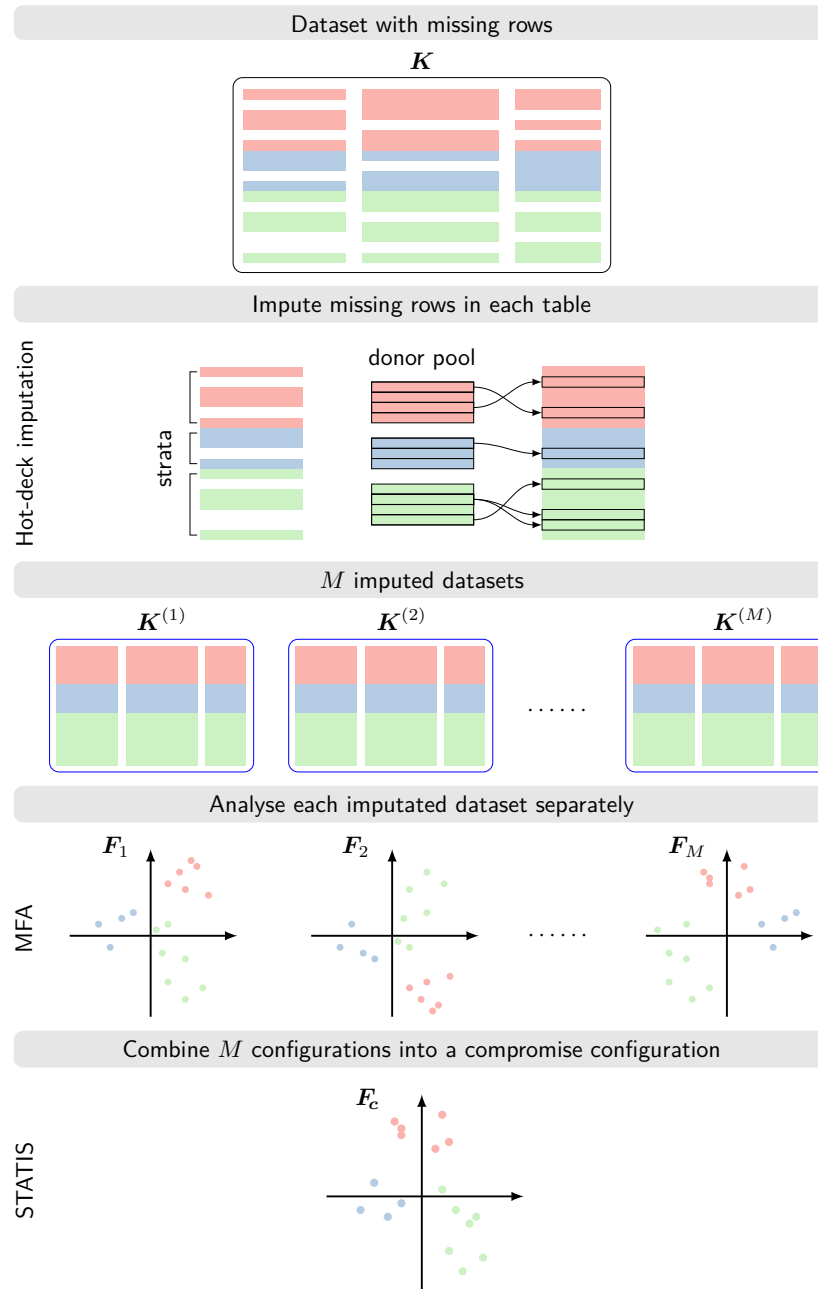 Dataset with missing rows
K
Impute missing rows in each table
Hot-deck imputation
donor pool
strata
M imputed datasets
K(1) K(2) K(M)
......
Analyse each imputated dataset separately
F1 F2 FM
MFA
......
Combine M configurations into a compromise configuration
Fc
STATIS